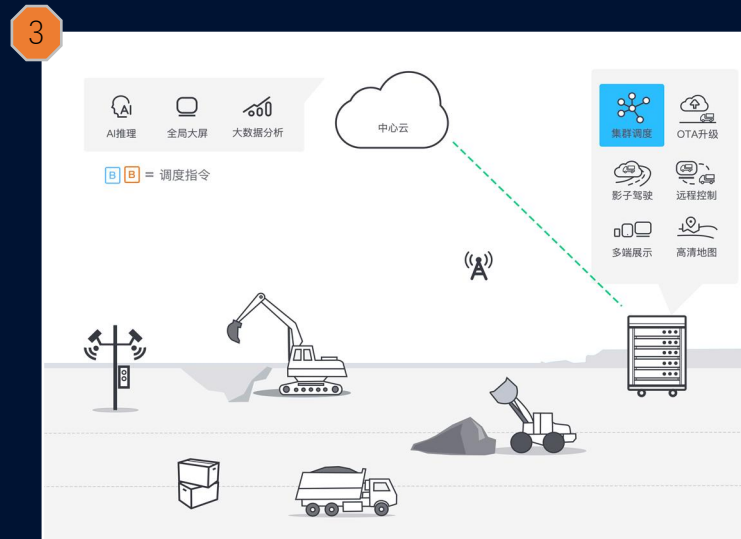 3
AI
AI推理
全局大屏
大数据分析
中心云
B B = 调度指令
集群调度
OTA升级
影子驾驶
远程控制
多端展示
高清地图